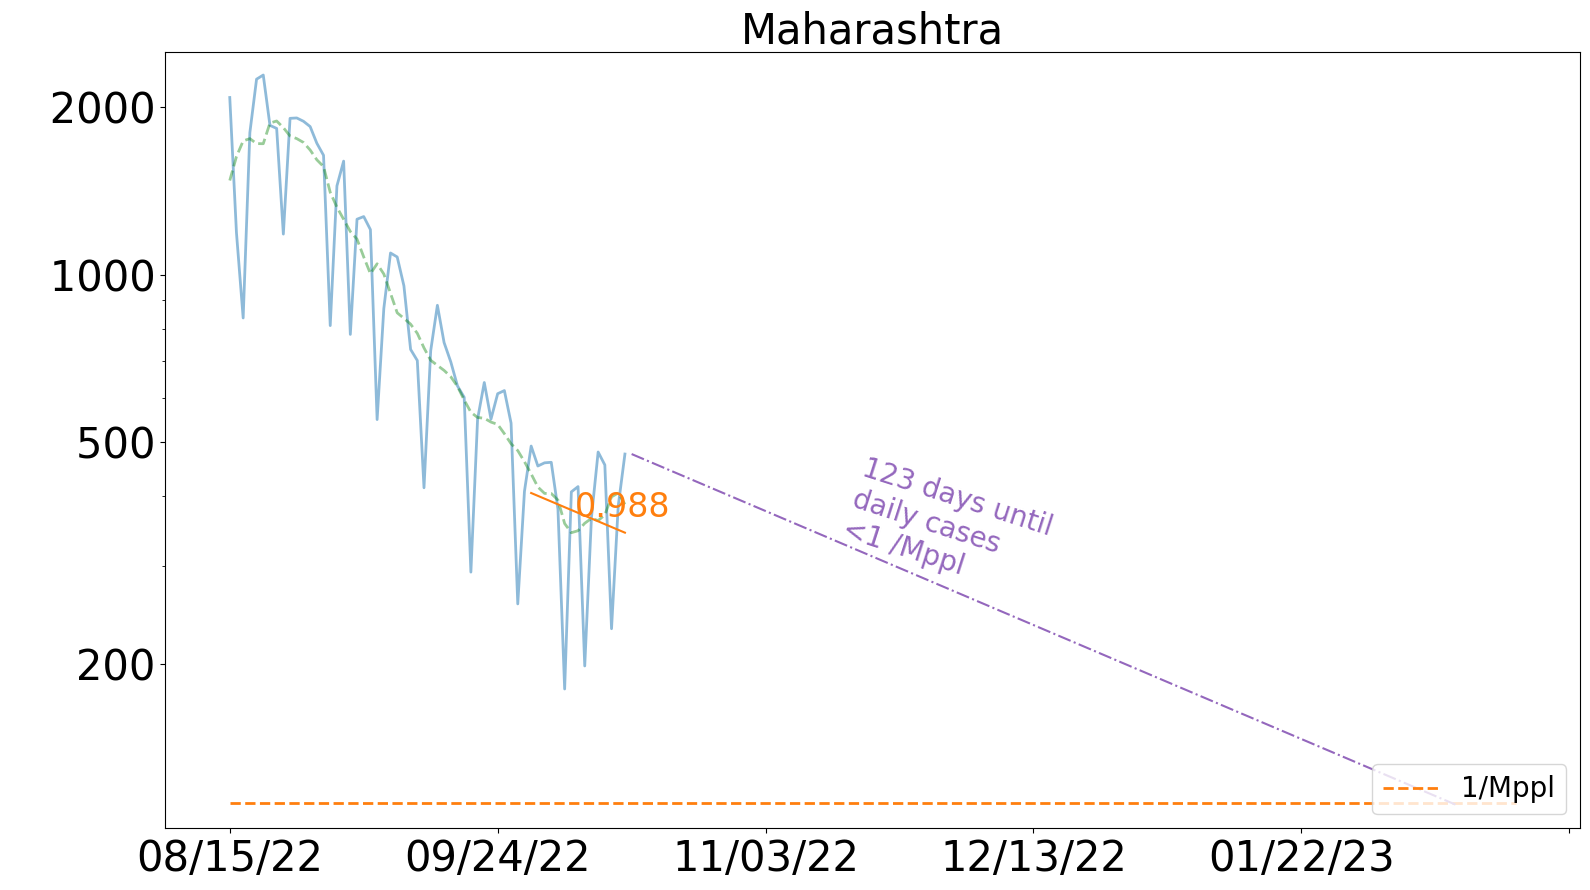 Maharashtra
2000
1000
500
200
0.988
123 days until
daily cases
<1 /Mppl
1/Mppl
08/15/22
09/24/22
11/03/22
12/13/22
01/22/23